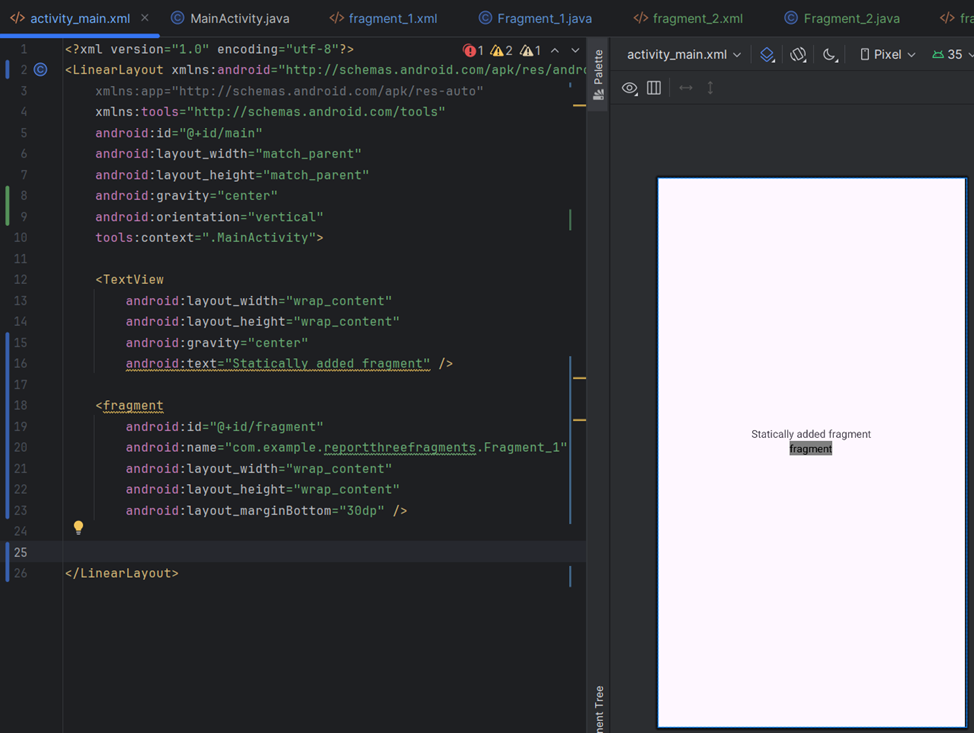 activity_main.xml MainActivity.java fragment_1.xml Fragment_1.java fragment_2.xml Fragment_2.java
1 <?xml version="1.0" encoding="utf-8"?> 1 2 1
2 <LinearLayout xmlns:android="http://schemas.android.com/apk/res/andro
3 xmlns:app="http://schemas.android.com/apk/res-auto"
4 xmlns:tools="http://schemas.android.com/tools"
5 android:id="@+id/main"
6 android:layout_width="match_parent"
7 android:layout_height="match_parent"
8 android:gravity="center"
9 android:orientation="vertical"
10 tools:context=".MainActivity">
11
12 <TextView
13 android:layout_width="wrap_content"
14 android:layout_height="wrap_content"
15 android:gravity="center"
16 android:text="Statically added fragment" />
17
18 <fragment
19 android:id="@+id/fragment"
20 android:name="com.example.reportthreefragments.Fragment_1"
21 android:layout_width="wrap_content"
22 android:layout_height="wrap_content"
23 android:layout_marginBottom="30dp" />
24
25
26 </LinearLayout>
Palette
activity_main.xml Pixel 35
Statically added fragment
fragment
nent Tree